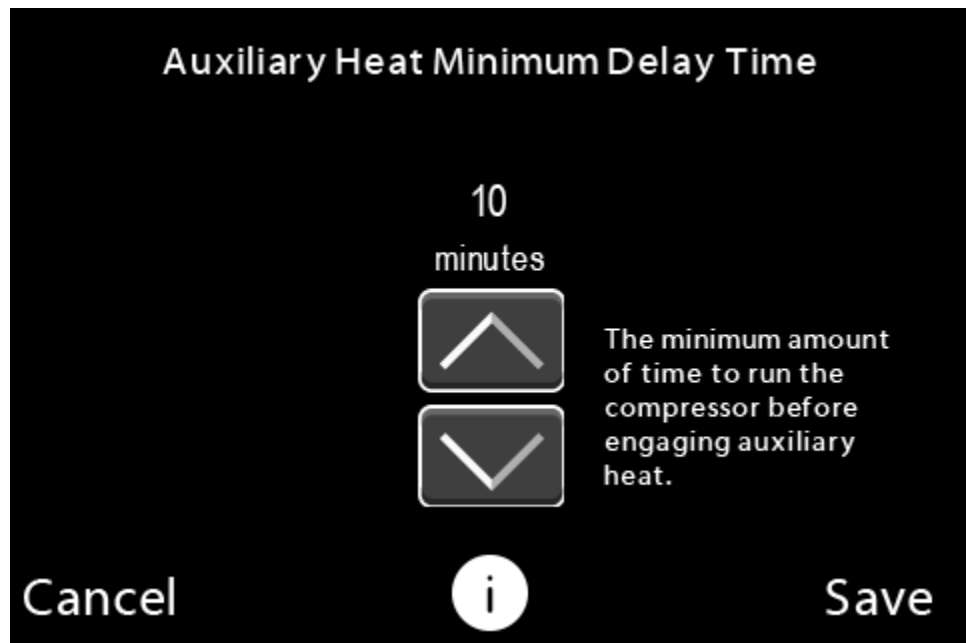 Auxiliary Heat Minimum Delay Time
10
minutes
The minimum amount
of time to run the
compressor before
engaging auxiliary
heat.
Cancel
i
Save